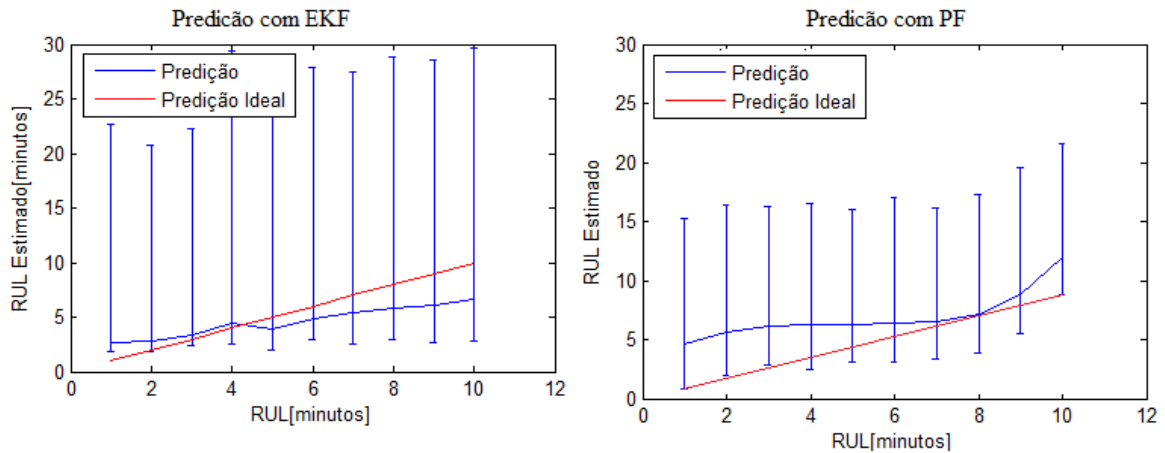 Predição com EKF
30
25
20
15
10
5
0
0 2 4 6 8 10 12
RUL Estimado[minutos]
RUL[minutos]
Predição
Predição Ideal
Predição com PF
30
25
20
15
10
5
0
0 2 4 6 8 10 12
RUL Estimado
RUL[minutos]
Predição
Predição Ideal